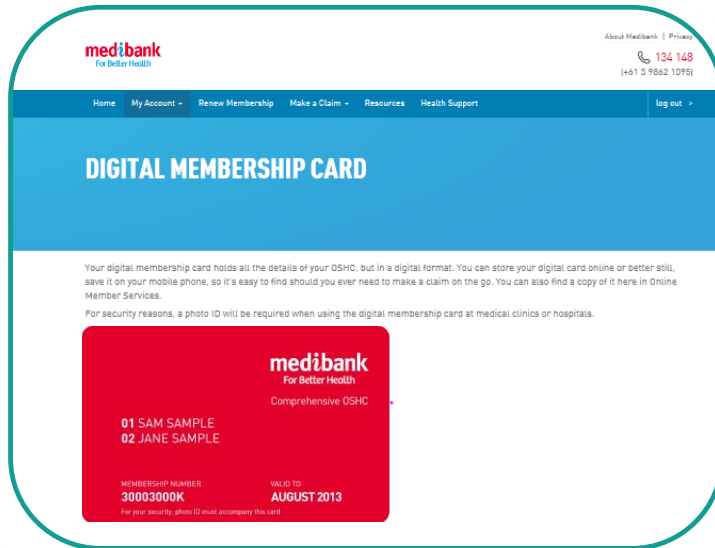 About Medibank | Privacy
medibank
For Better Health
134 148
(+61 3 9862 1095)
Home My Account Renew Membership Make a Claim Resources Health Support log out >
DIGITAL MEMBERSHIP CARD
Your digital membership card holds all the details of your OSHC, but in a digital format. You can store your digital card online or better still,
save it on your mobile phone, so it's easy to find should you ever need to make a claim on the go. You can also find a copy of it here in Online
Member Services.
For security reasons, a photo ID will be required when using the digital membership card at medical clinics or hospitals.
medibank
For Better Health
Comprehensive OSHC
01 SAM SAMPLE
02 JANE SAMPLE
MEMBERSHIP NUMBER VALID TO
30003000K AUGUST 2013
For your security, photo ID must accompany this card